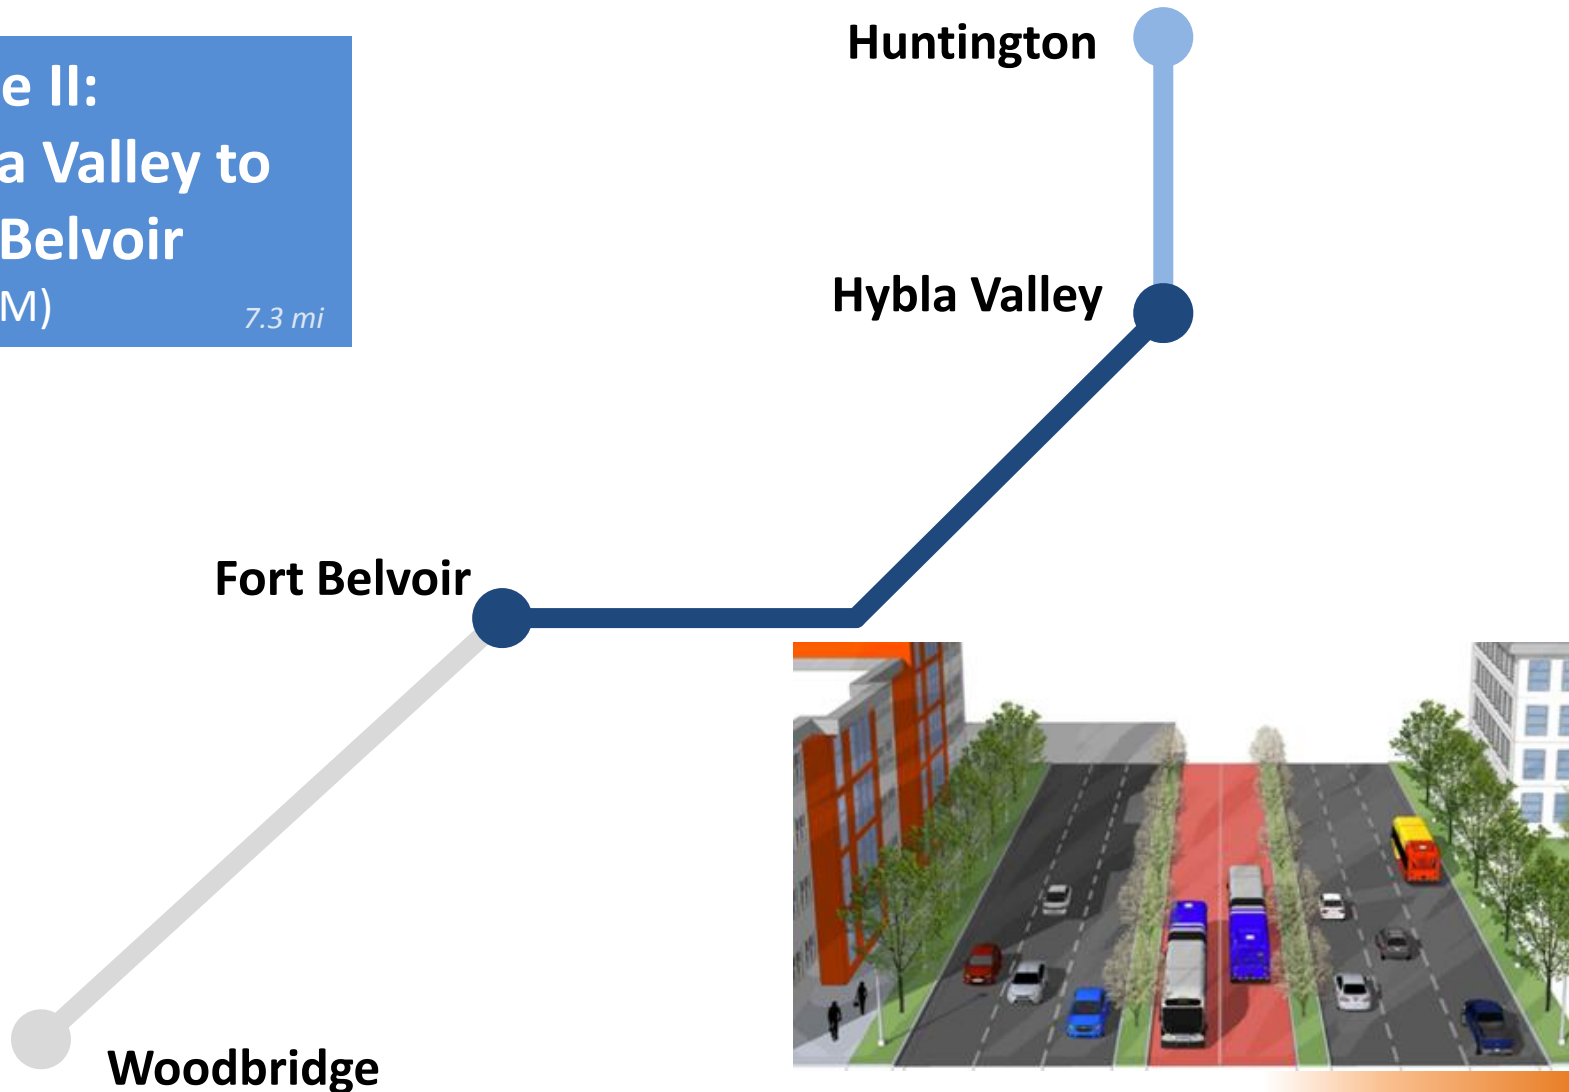 e II:
a Valley to
Belvoir
M)
7.3 mi
Huntington
Hybla Valley
Fort Belvoir
Woodbridge